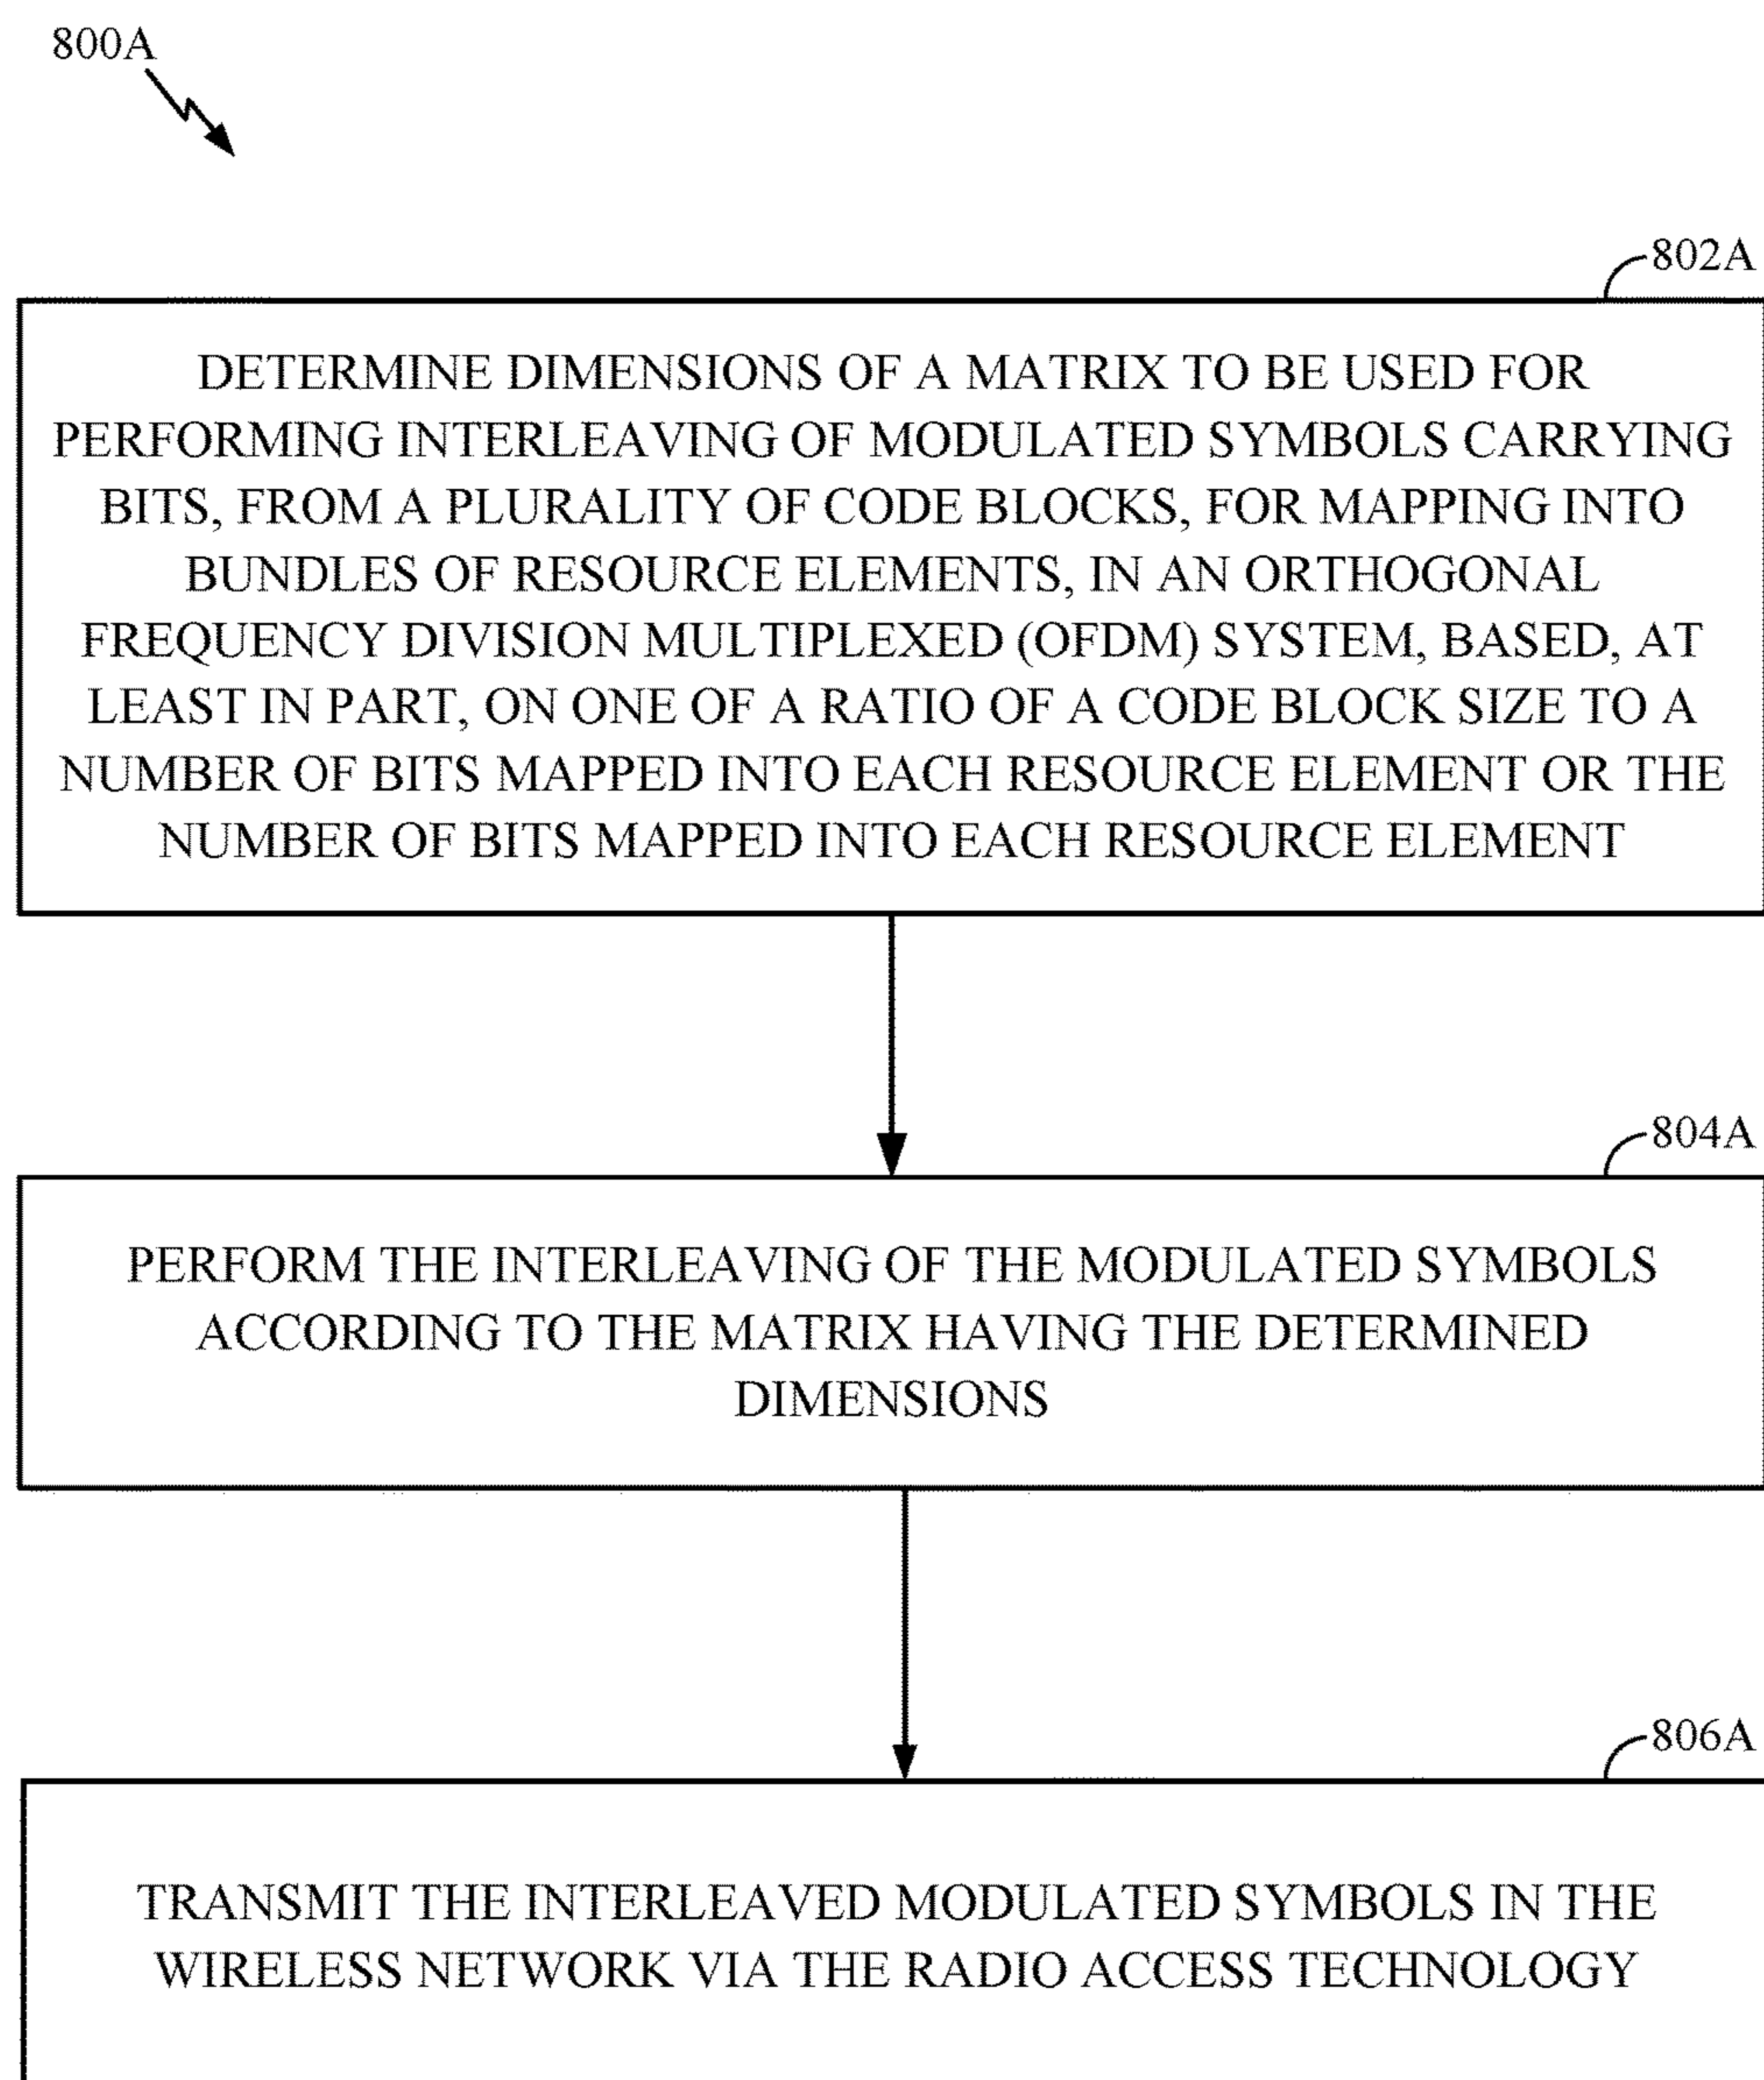 800A
802A
DETERMINE DIMENSIONS OF A MATRIX TO BE USED FOR
PERFORMING INTERLEAVING OF MODULATED SYMBOLS CARRYING
BITS, FROM A PLURALITY OF CODE BLOCKS, FOR MAPPING INTO
BUNDLES OF RESOURCE ELEMENTS, IN AN ORTHOGONAL
FREQUENCY DIVISION MULTIPLEXED (OFDM) SYSTEM, BASED, AT
LEAST IN PART, ON ONE OF A RATIO OF A CODE BLOCK SIZE TO A
NUMBER OF BITS MAPPED INTO EACH RESOURCE ELEMENT OR THE
NUMBER OF BITS MAPPED INTO EACH RESOURCE ELEMENT
804A
PERFORM THE INTERLEAVING OF THE MODULATED SYMBOLS
ACCORDING TO THE MATRIX HAVING THE DETERMINED
DIMENSIONS
806A
TRANSMIT THE INTERLEAVED MODULATED SYMBOLS IN THE
WIRELESS NETWORK VIA THE RADIO ACCESS TECHNOLOGY